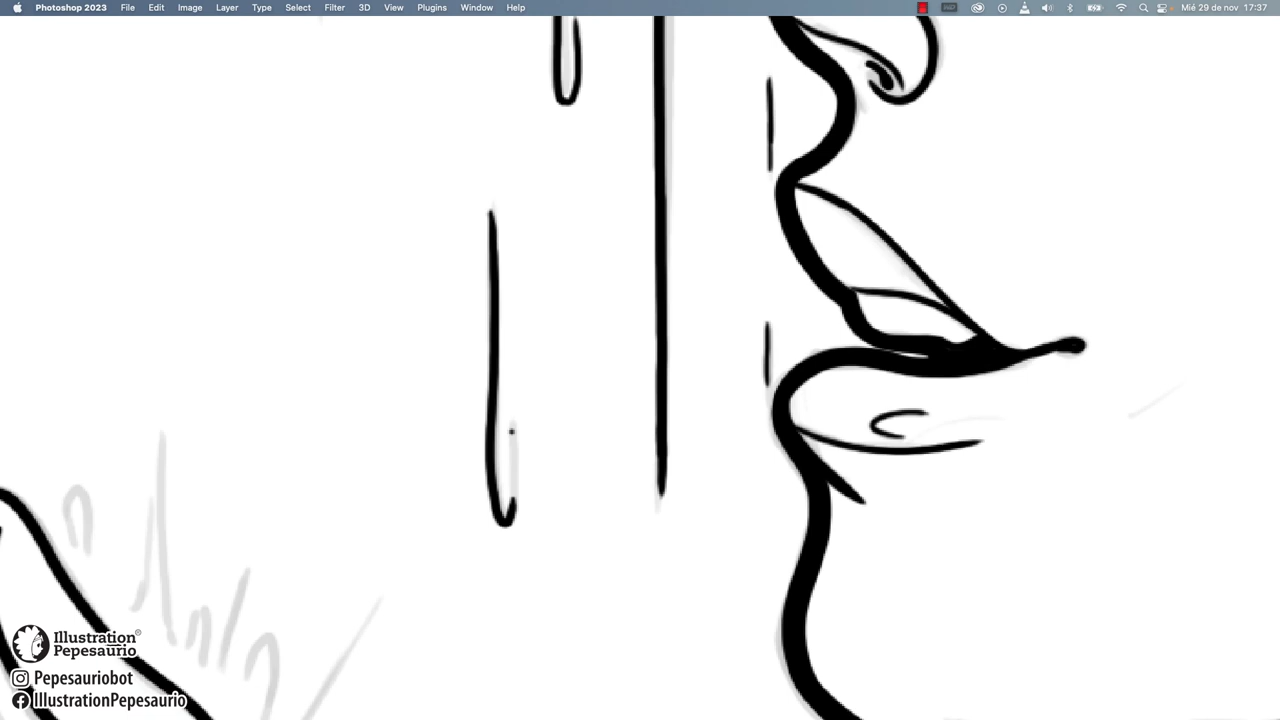 Photoshop 2023 File Edit Image Layer Type Select Filter 3D View Plugins Window Help Mié 29 de nov 17:37
Illustration®
Pepesaurio
Pepesauriobot
IllustrationPepesaurio